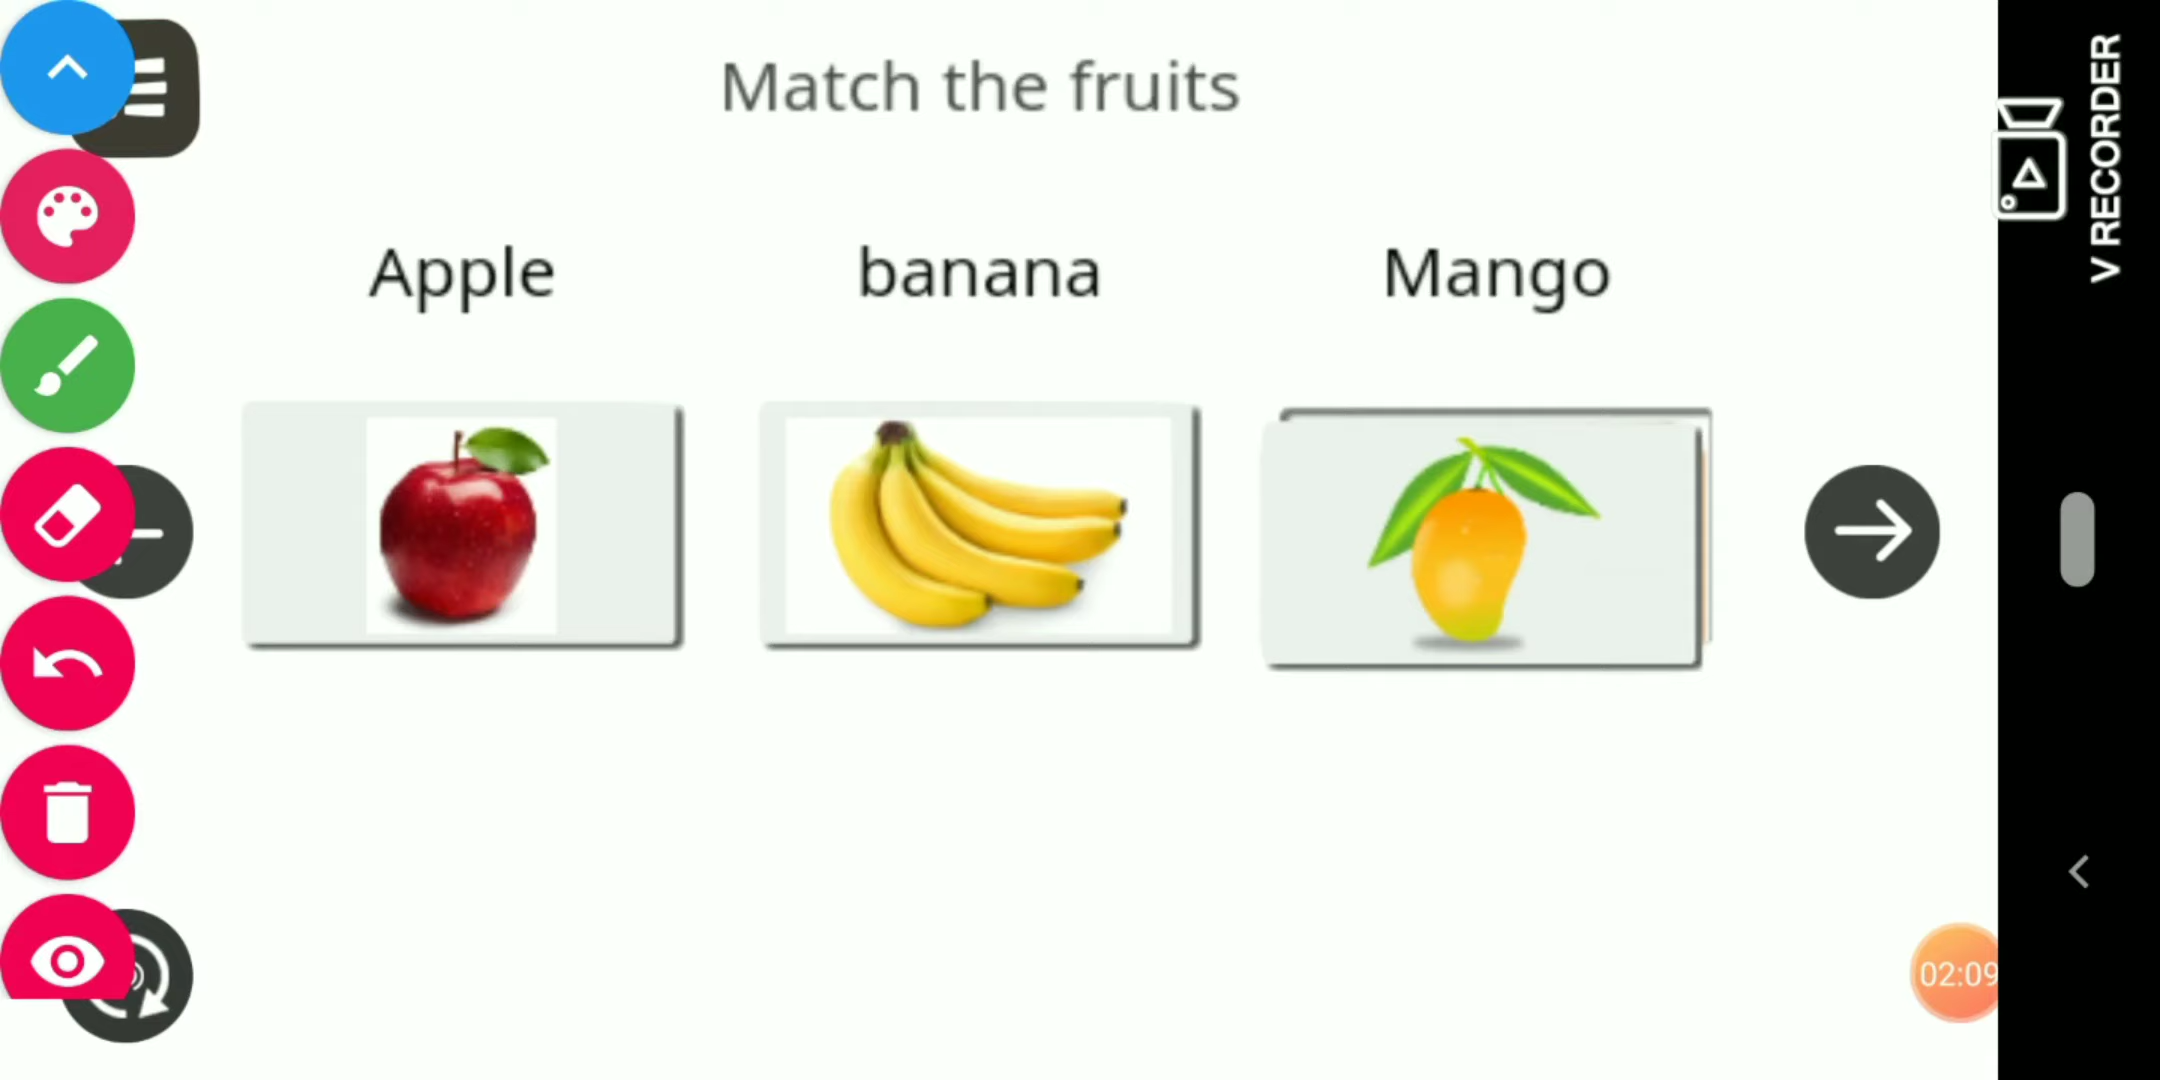 Match the fruits
Apple banana Mango
V RECORDER
02:09